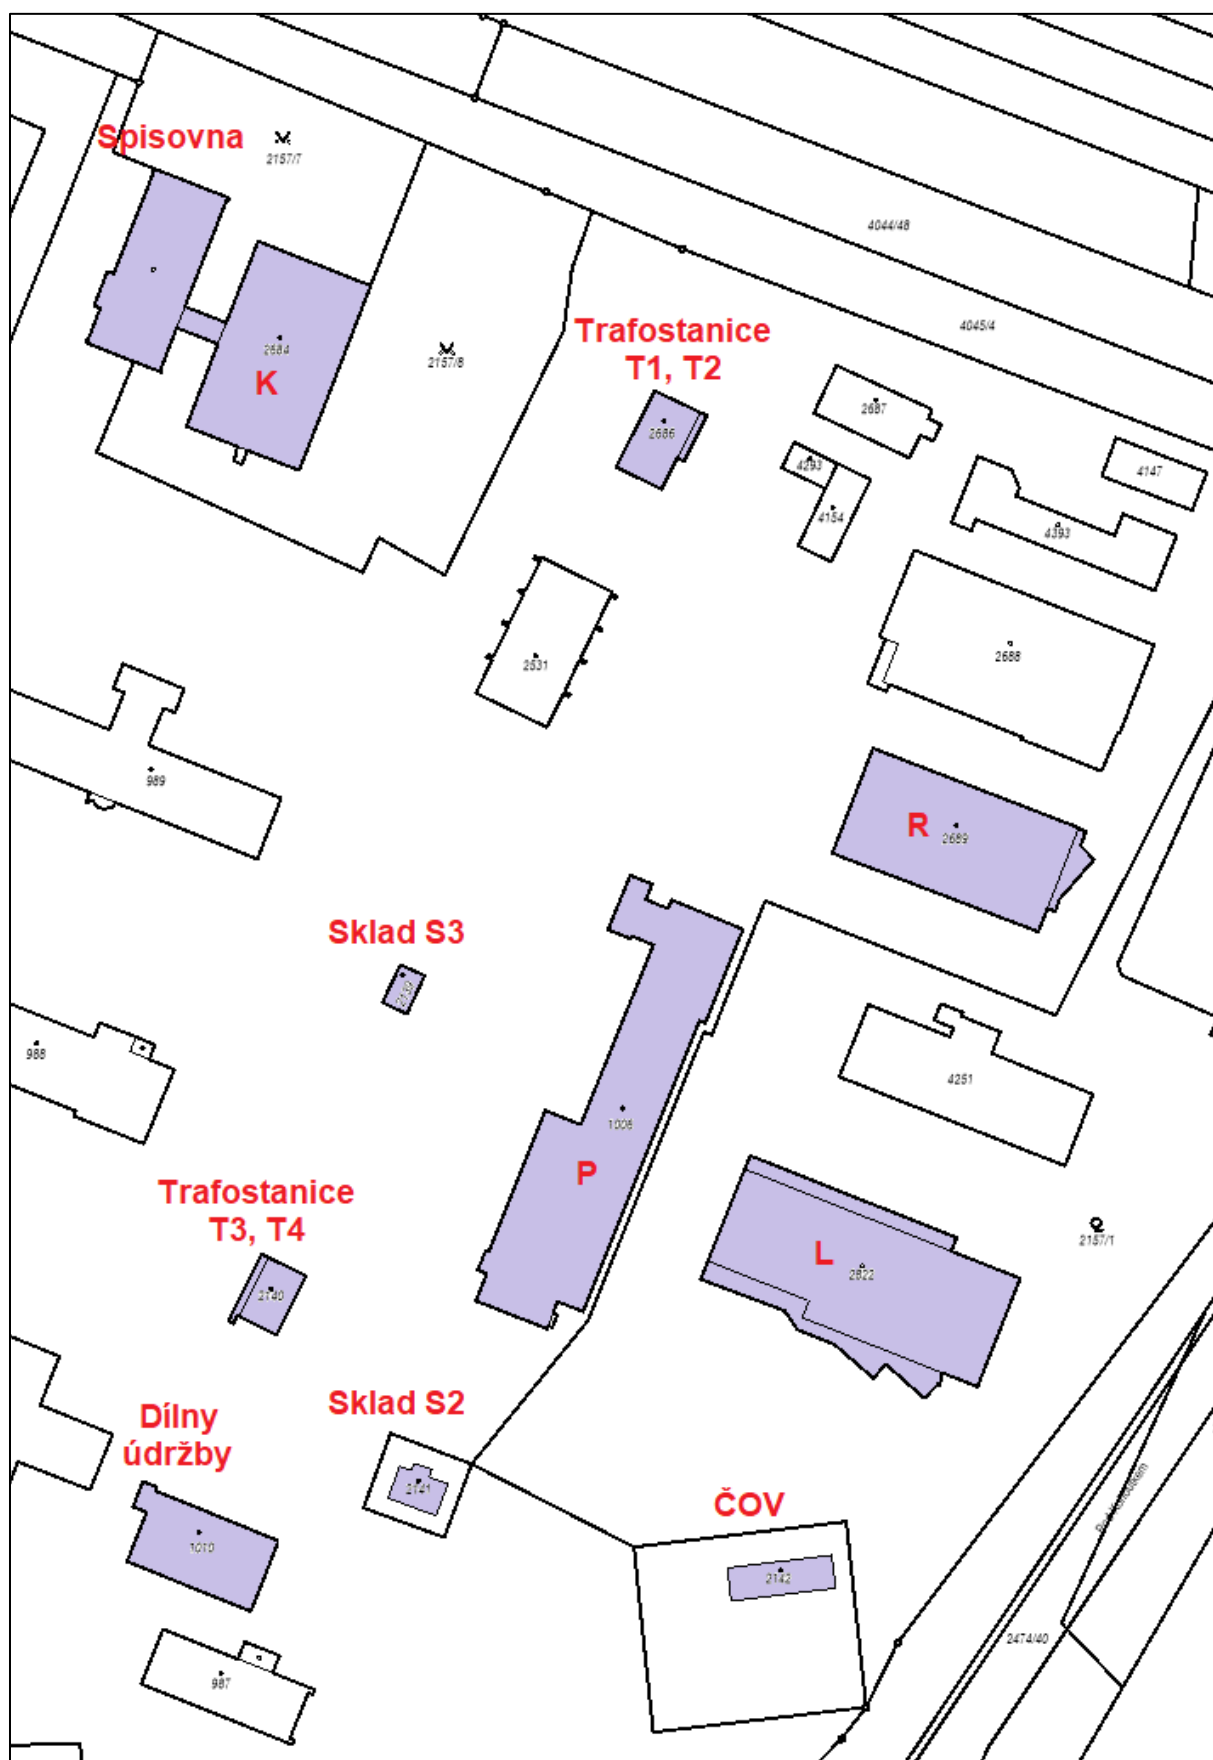 Spisovna
2157/7
4044/48
4045/4
Trafostanice
T1, T2
2684
K
2157/8
2687
2686
4293
4147
4154
4393
2531
2688
989
R
2689
Sklad S3
988
4251
1008
P
Trafostanice
T3, T4
2157/1
L
2822
2140
Sklad S2
Dílny
údržby
2141
ČOV
1010
2142
2474/40
987